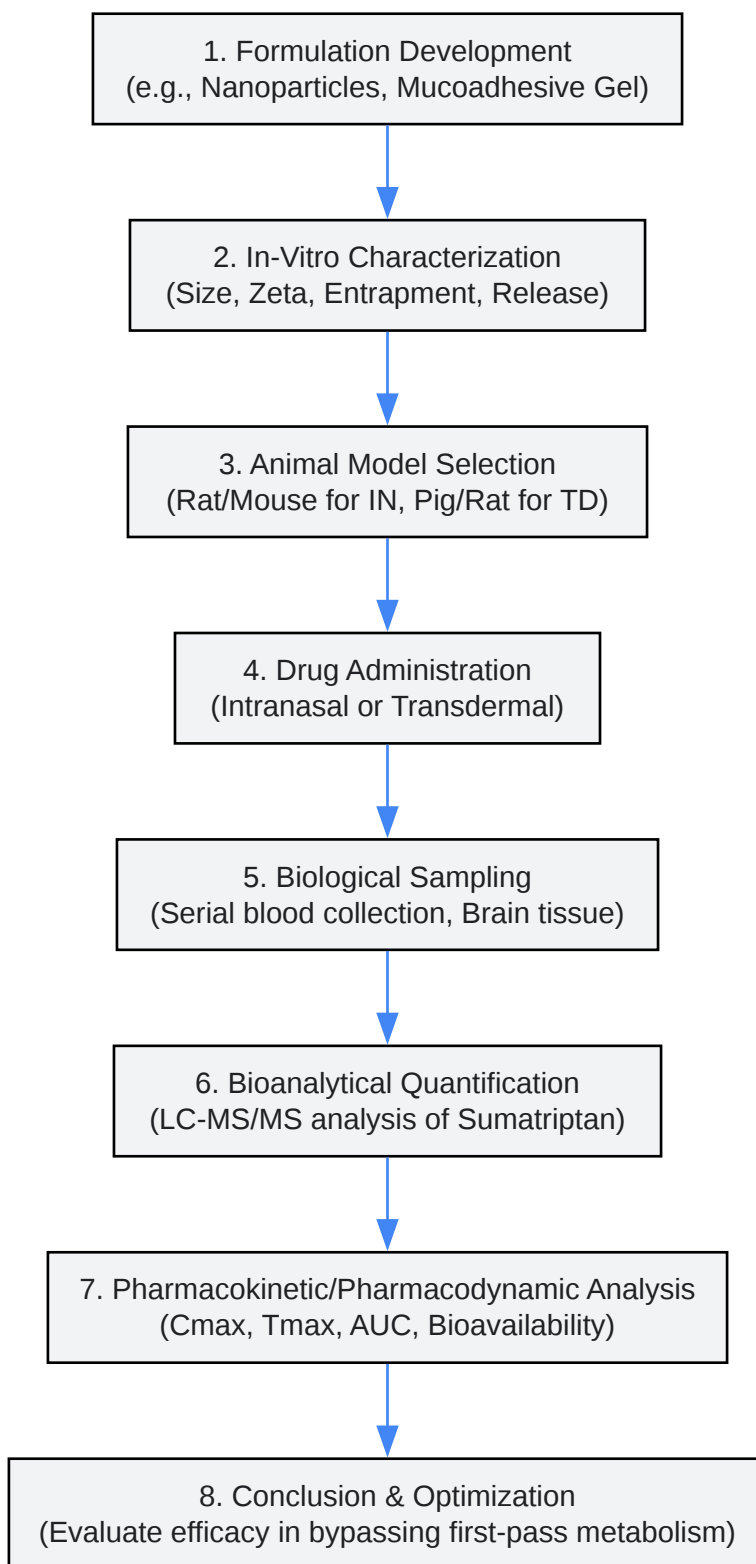 1. Formulation Development
(e.g., Nanoparticles, Mucoadhesive Gel)
2. In-Vitro Characterization
(Size, Zeta, Entrapment, Release)
3. Animal Model Selection
(Rat/Mouse for IN, Pig/Rat for TD)
4. Drug Administration
(Intranasal or Transdermal)
5. Biological Sampling
(Serial blood collection, Brain tissue)
6. Bioanalytical Quantification
(LC-MS/MS analysis of Sumatriptan)
7. Pharmacokinetic/Pharmacodynamic Analysis
(Cmax, Tmax, AUC, Bioavailability)
8. Conclusion & Optimization
(Evaluate efficacy in bypassing first-pass metabolism)